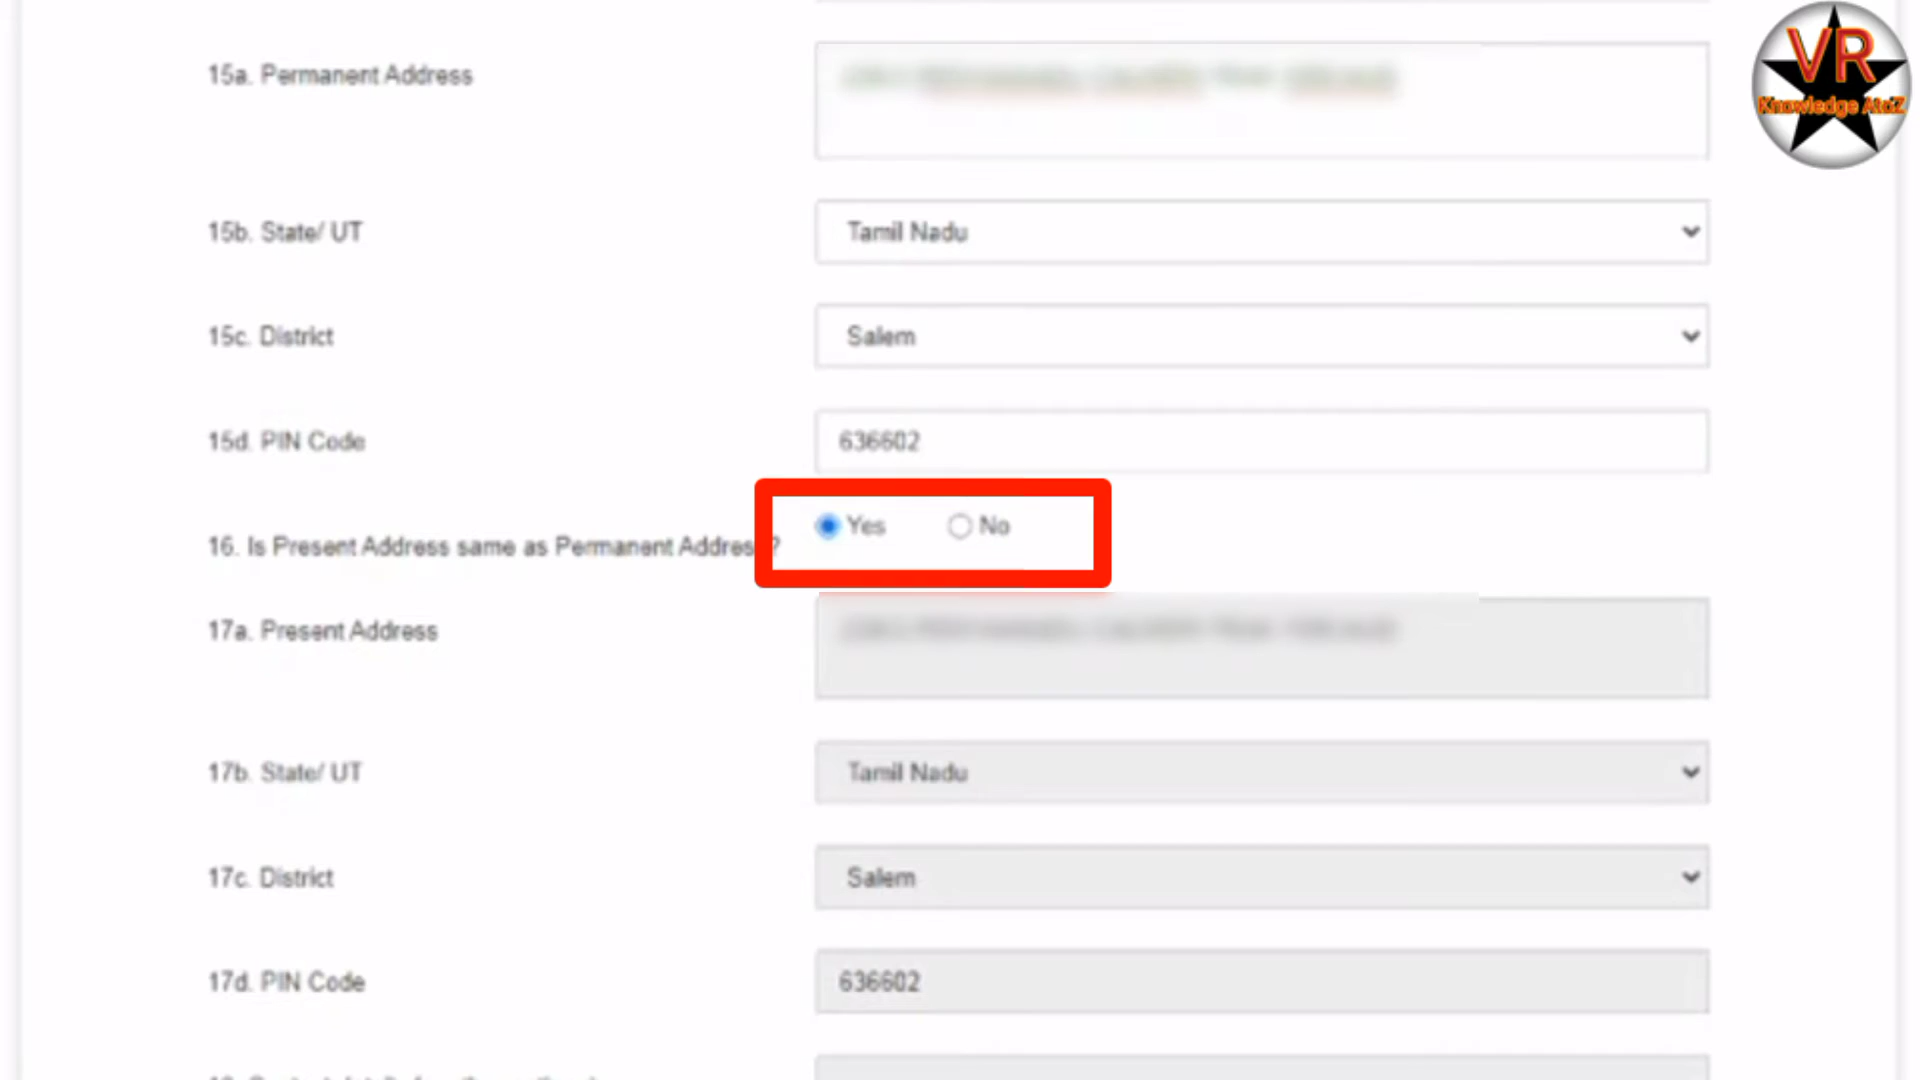 VR
Knowledge AtoZ
15a. Permanent Address
15b. State/ UT
Tamil Nadu
15c. District
Salem
15d. PIN Code
636602
16. Is Present Address same as Permanent Addres ?
Yes
No
17a. Present Address
17b. State/ UT
Tamil Nadu
17c. District
Salem
17d. PIN Code
636602